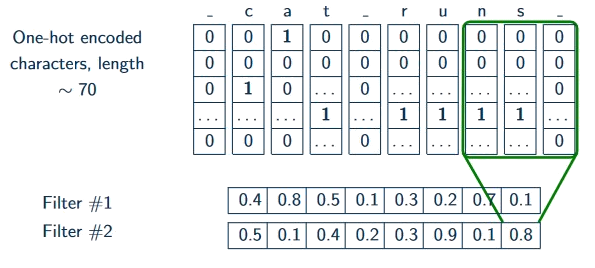 _ c a t _ r u n s _
One-hot encoded characters, length ∼ 70
0 0 1 0 0 0 0 0 0 0
0 0 0 0 0 0 0 0 0 0
0 1 0 ... 0 ... ... ... ... 0
... ... ... 1 ... 1 1 1 1 ...
0 0 0 ... 0 ... ... ... ... 0
Filter #1 0.4 0.8 0.5 0.1 0.3 0.2 0.7 0.1
Filter #2 0.5 0.1 0.4 0.2 0.3 0.9 0.1 0.8